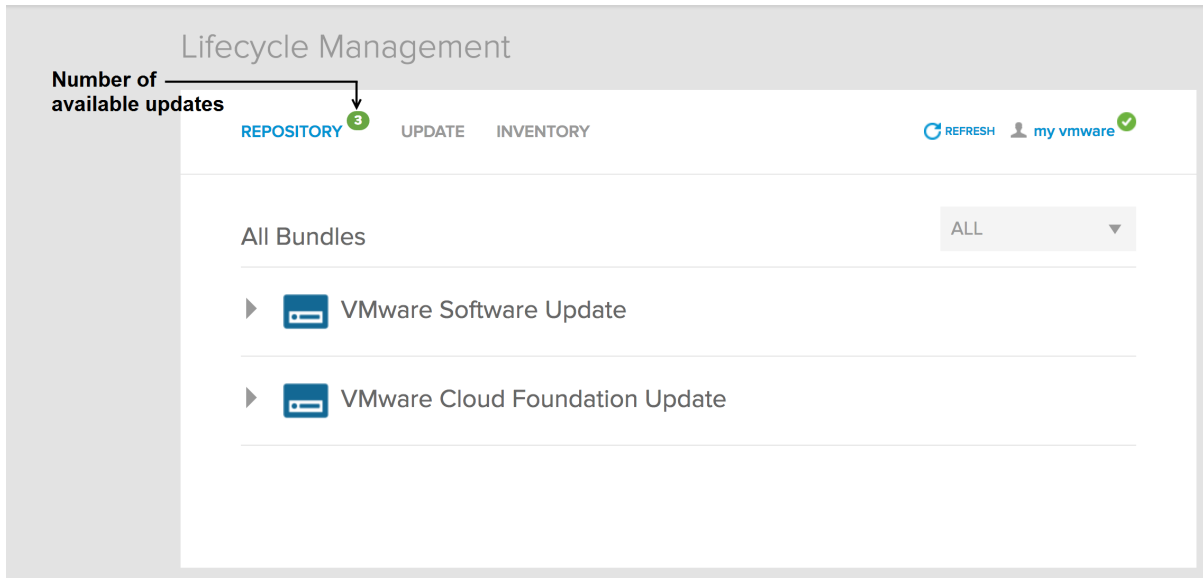 Lifecycle Management
Number of
available updates
REPOSITORY 3 UPDATE INVENTORY REFRESH my vmware
All Bundles ALL
VMware Software Update
VMware Cloud Foundation Update